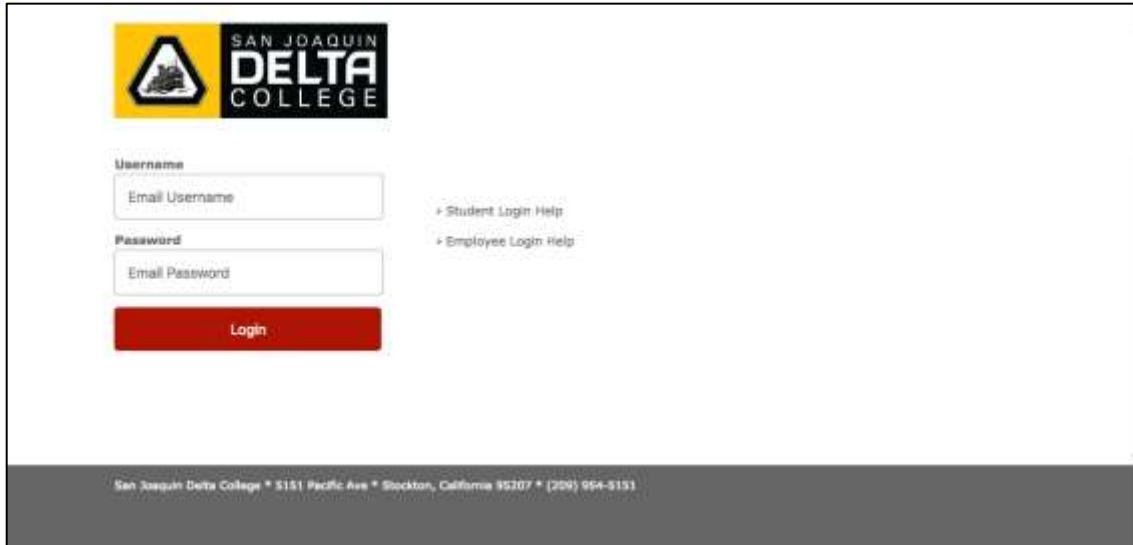 SAN JOAQUIN
DELTA
COLLEGE
Username
Email Username
Password
Email Password
Login
› Student Login Help
› Employee Login Help
San Joaquin Delta College * 5151 Pacific Ave * Stockton, California 95207 * (209) 954-5151